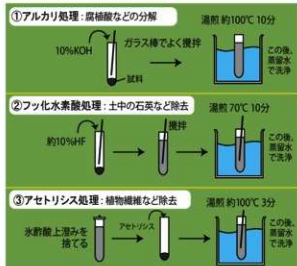 ①アルカリ処理：腐植酸などの分解
10%KOH
ガラス棒でよく攪拌
試料
湯煎 約100℃ 10分
この後、
蒸留水
で洗浄
②フッ化水素酸処理：土中の石英など除去
約10%HF
攪拌
湯煎 70℃ 10分
この後、
蒸留水
で洗浄
③アセトリシス処理：植物繊維など除去
氷酢酸上澄みを
捨てる
アセトリシス
湯煎 約100℃ 3分
この後、
蒸留水
で洗浄